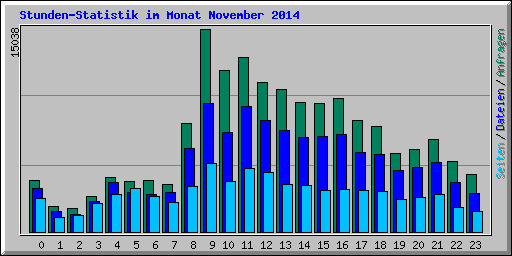 Stunden-Statistik im Monat November 2014
15038
Seiten / Dateien / Anfragen
0 1 2 3 4 5 6 7 8 9 10 11 12 13 14 15 16 17 18 19 20 21 22 23